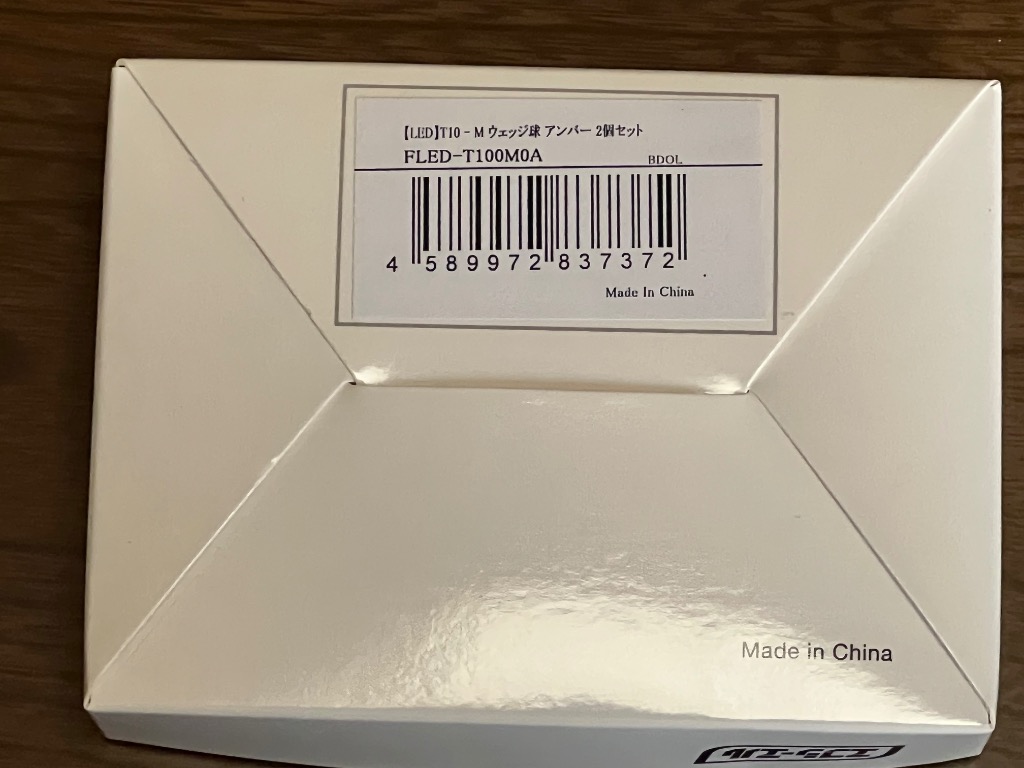 【LED】T10-M ウェッジ球 アンバー 2個セット
FLED-T100M0A
BDOL
4 589972 837372
Made In China
Made in China